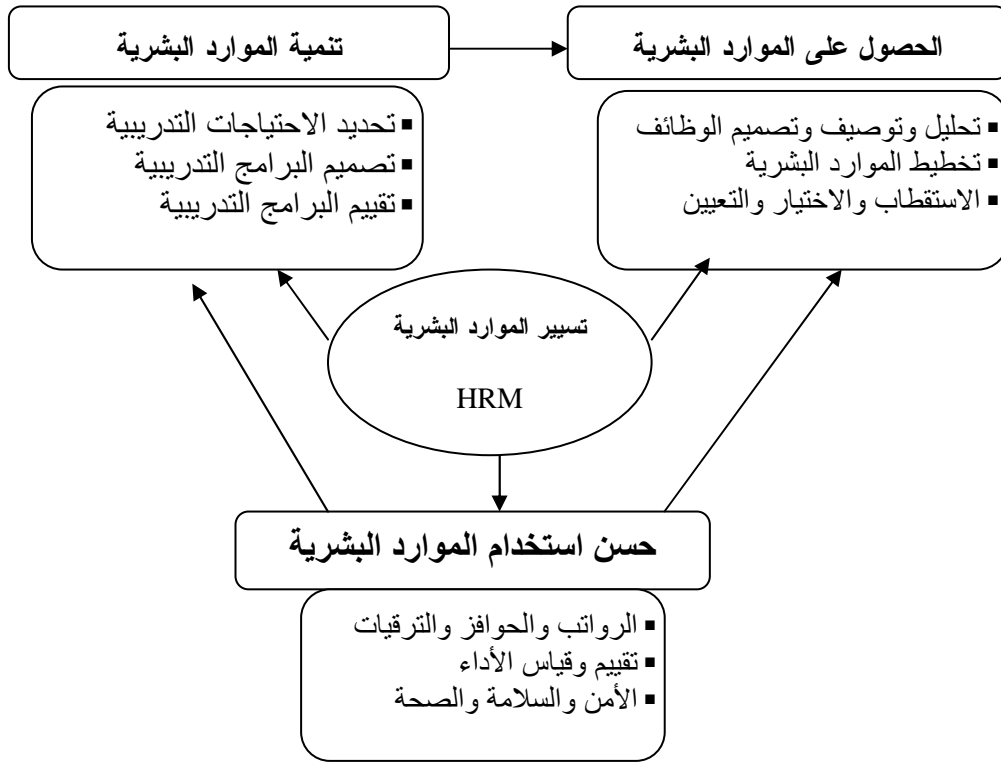 الحصول على الموارد البشرية
▪ تحليل وتوصيف وتصميم الوظائف
▪ تخطيط الموارد البشرية
▪ الاستقطاب والاختيار والتعيين
تنمية الموارد البشرية
▪ تحديد الاحتياجات التدريبية
▪ تصميم البرامج التدريبية
▪ تقييم البرامج التدريبية
تسيير الموارد البشرية
HRM
حسن استخدام الموارد البشرية
▪ الرواتب والحوافز والترقيات
▪ تقييم وقياس الأداء
▪ الأمن والسلامة والصحة